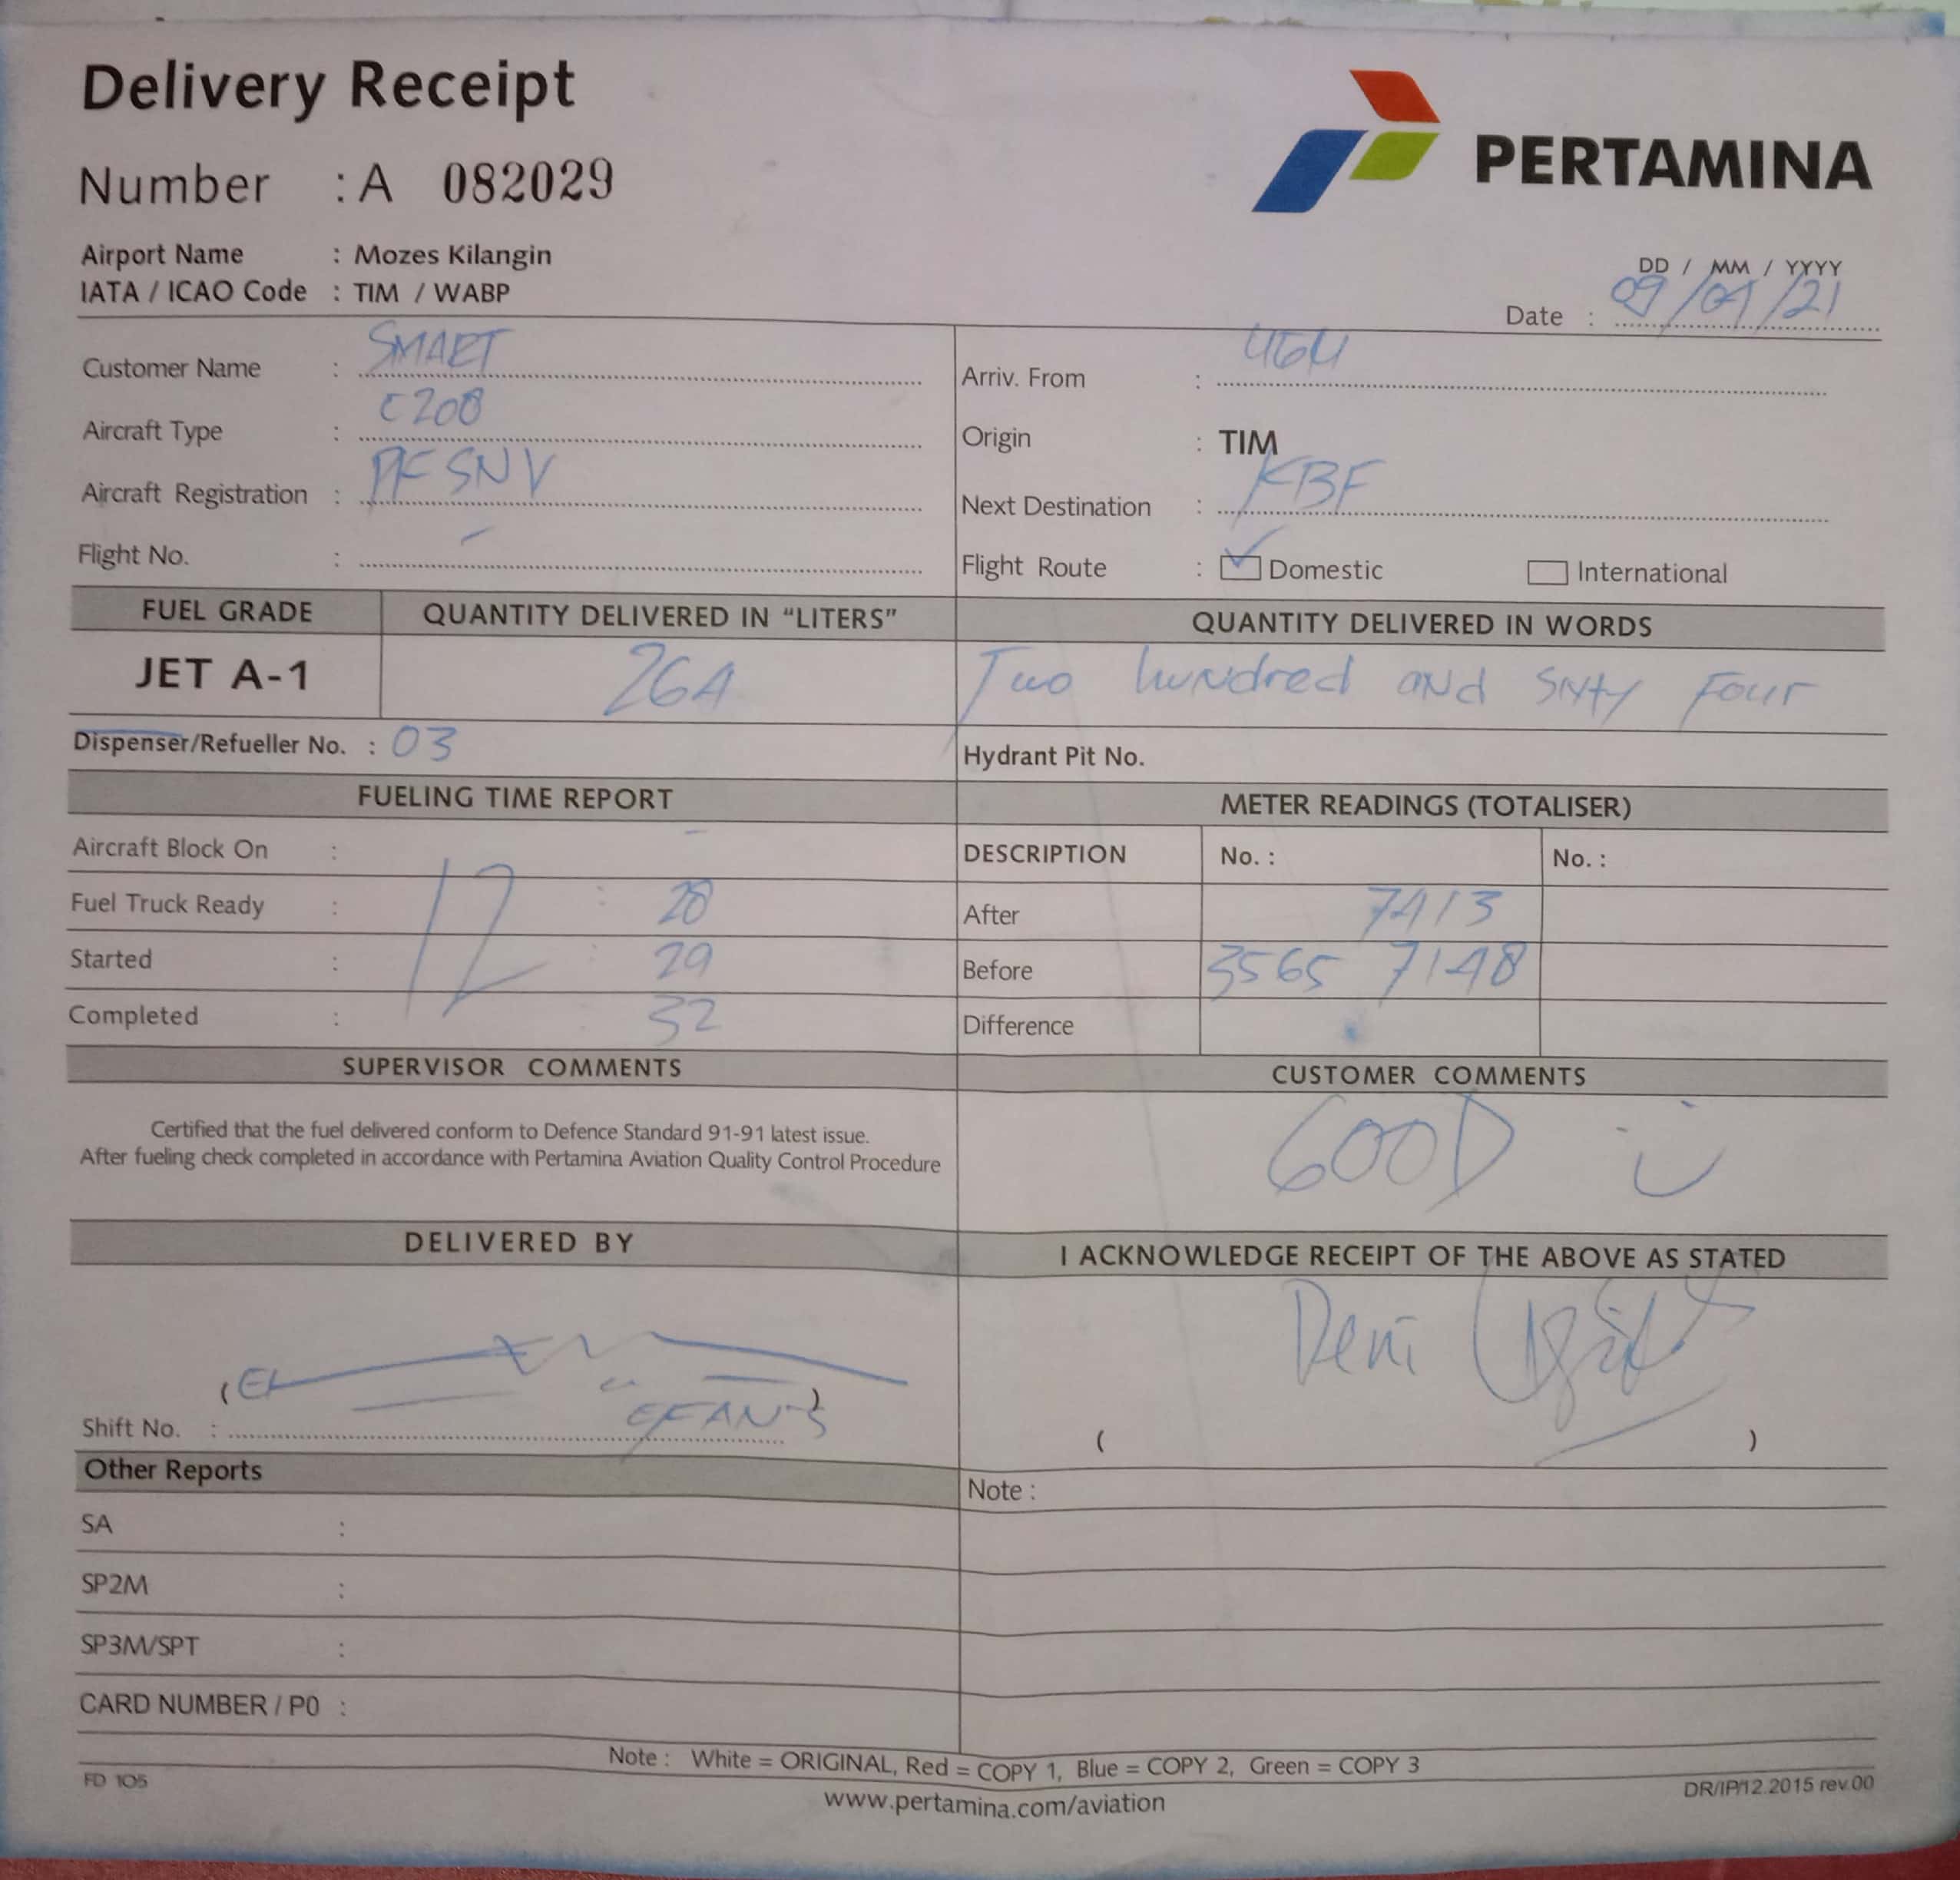 Delivery Receipt
PERTAMINA
Number : A 082029
Airport Name : Mozes Kilangin
IATA / ICAO Code : TIM / WABP
DD / MM / YYYY
Date : 09/ /21
Customer Name : SMART
Arriv. From :
Aircraft Type : C208
Origin : TIM
Aircraft Registration : PK SNV
Next Destination : KBF
Flight No. : -
Flight Route : Domestic International
FUEL GRADE QUANTITY DELIVERED IN “LITERS” QUANTITY DELIVERED IN WORDS
JET A-1 264 Two hundred and Sixty Four
Dispenser/Refueller No. : 03 Hydrant Pit No.
FUELING TIME REPORT METER READINGS (TOTALISER)
Aircraft Block On : -
DESCRIPTION No. : No. :
Fuel Truck Ready : 12 : 28
After 7413
Started : : 29
Before 3565 7148
Completed : 32
Difference
SUPERVISOR COMMENTS CUSTOMER COMMENTS
Certified that the fuel delivered conform to Defence Standard 91-91 latest issue.
After fueling check completed in accordance with Pertamina Aviation Quality Control Procedure
GOOD
DELIVERED BY I ACKNOWLEDGE RECEIPT OF THE ABOVE AS STATED
Deni
( )
Shift No. : EFAN-S
( )
Other Reports Note :
SA :
SP2M :
SP3M/SPT :
CARD NUMBER / P0 :
Note : White = ORIGINAL, Red = COPY 1, Blue = COPY 2, Green = COPY 3
FD 105 www.pertamina.com/aviation DR/IP/12.2015 rev.00